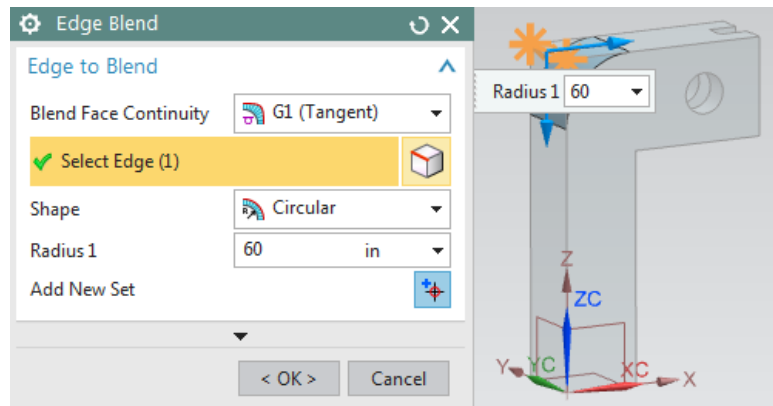 Edge Blend
Edge to Blend
Blend Face Continuity G1 (Tangent)
Select Edge (1)
Shape Circular
Radius 1 60 in
Add New Set
< OK > Cancel
Radius 1 60
Z
ZC
Y YC XC X